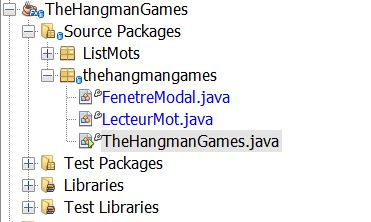 TheHangmanGames
Source Packages
ListMots
thehangmangames
FenetreModal.java
LecteurMot.java
TheHangmanGames.java
Test Packages
Libraries
Test Libraries